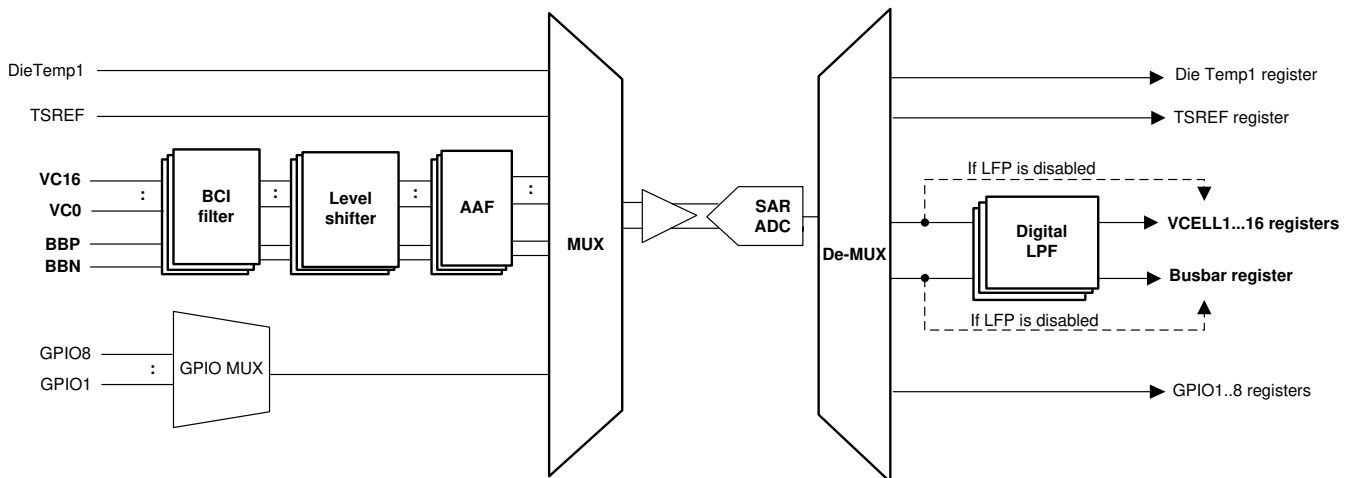 DieTemp1
TSREF
VC16
:
VC0
BBP
BBN
BCI
filter
:
Level
shifter
:
AAF
:
GPIO8
:
GPIO1
GPIO MUX
MUX
SAR
ADC
De-MUX
Die Temp1 register
TSREF register
If LFP is disabled
Digital
LPF
VCELL1...16 registers
Busbar register
If LFP is disabled
GPIO1..8 registers